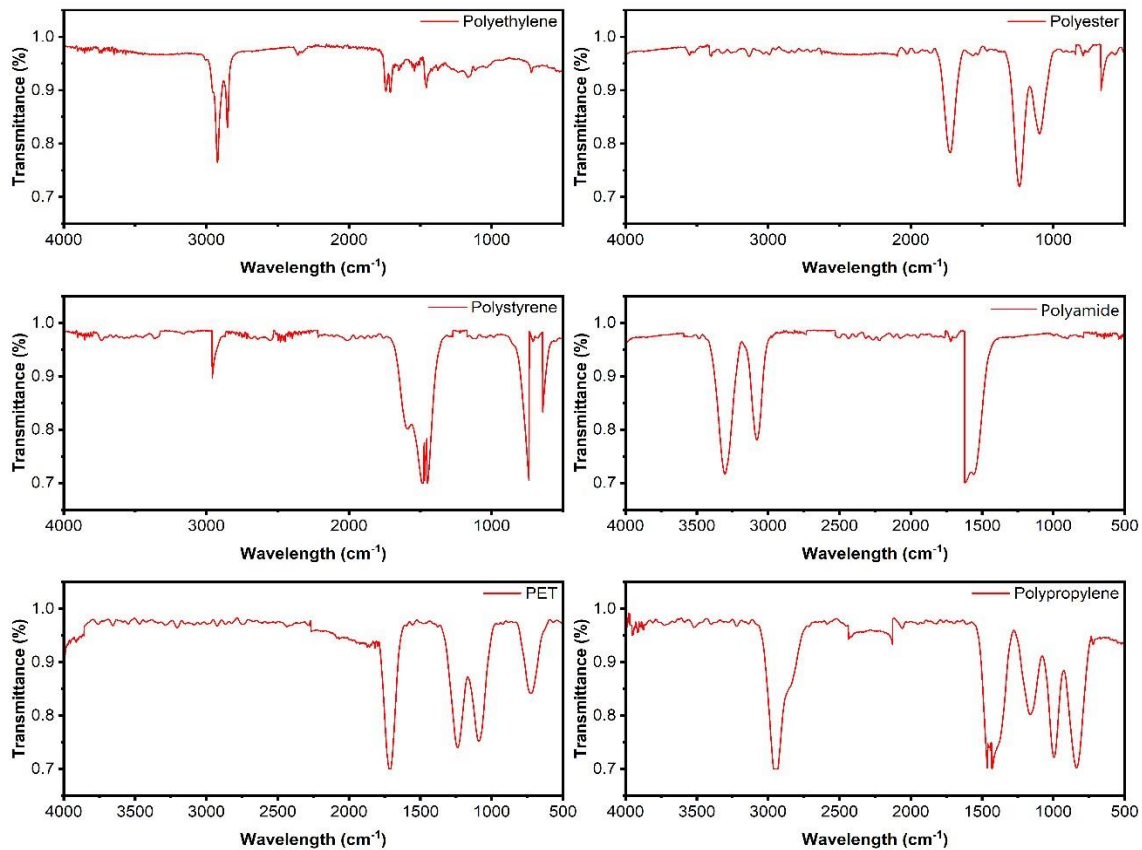 Polyethylene
1.0
0.9
0.8
0.7
Transmittance (%)
4000 3000 2000 1000
Wavelength (cm⁻¹)
Polyester
1.0
0.9
0.8
0.7
Transmittance (%)
4000 3000 2000 1000
Wavelength (cm⁻¹)
Polystyrene
1.0
0.9
0.8
0.7
Transmittance (%)
4000 3000 2000 1000 500
Wavelength (cm⁻¹)
Polyamide
1.0
0.9
0.8
0.7
Transmittance (%)
4000 3500 3000 2500 2000 1500 1000 500
Wavelength (cm⁻¹)
PET
1.0
0.9
0.8
0.7
Transmittance (%)
4000 3500 3000 2500 2000 1500 1000 500
Wavelength (cm⁻¹)
Polypropylene
1.0
0.9
0.8
0.7
Transmittance (%)
4000 3500 3000 2500 2000 1500 1000 500
Wavelength (cm⁻¹)